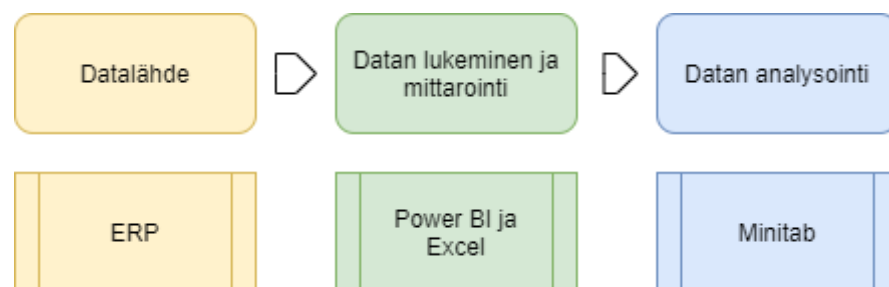 Datalähde
Datan lukeminen ja
mittarointi
Datan analysointi
ERP
Power BI ja
Excel
Minitab